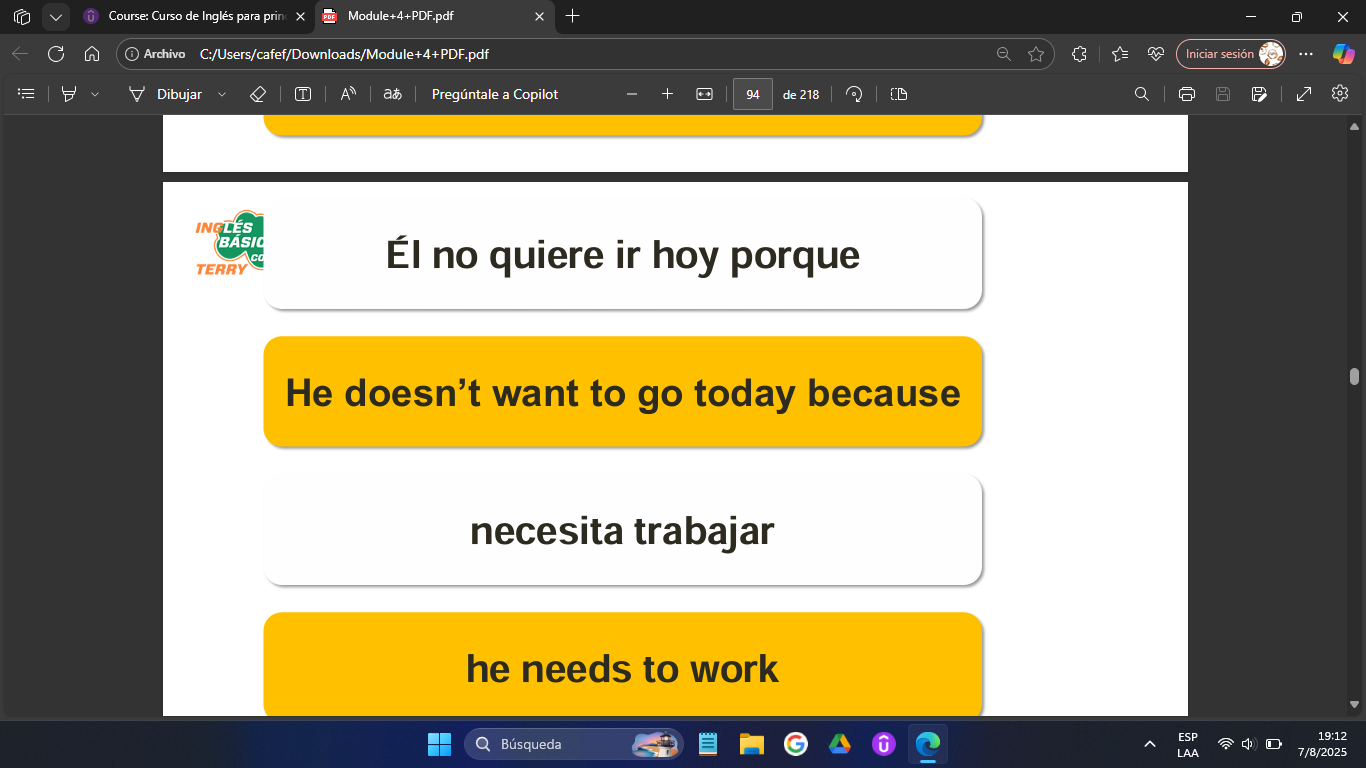 Course: Curso de Inglés para prin
Module+4+PDF.pdf
Archivo
C:/Users/cafef/Downloads/Module+4+PDF.pdf
Iniciar sesión
Dibujar
Pregúntale a Copilot
94
de 218
INGLÉS
BÁSIC
CO
TERRY
Él no quiere ir hoy porque
He doesn’t want to go today because
necesita trabajar
he needs to work
Búsqueda
ESP
LAA
19:12
7/8/2025